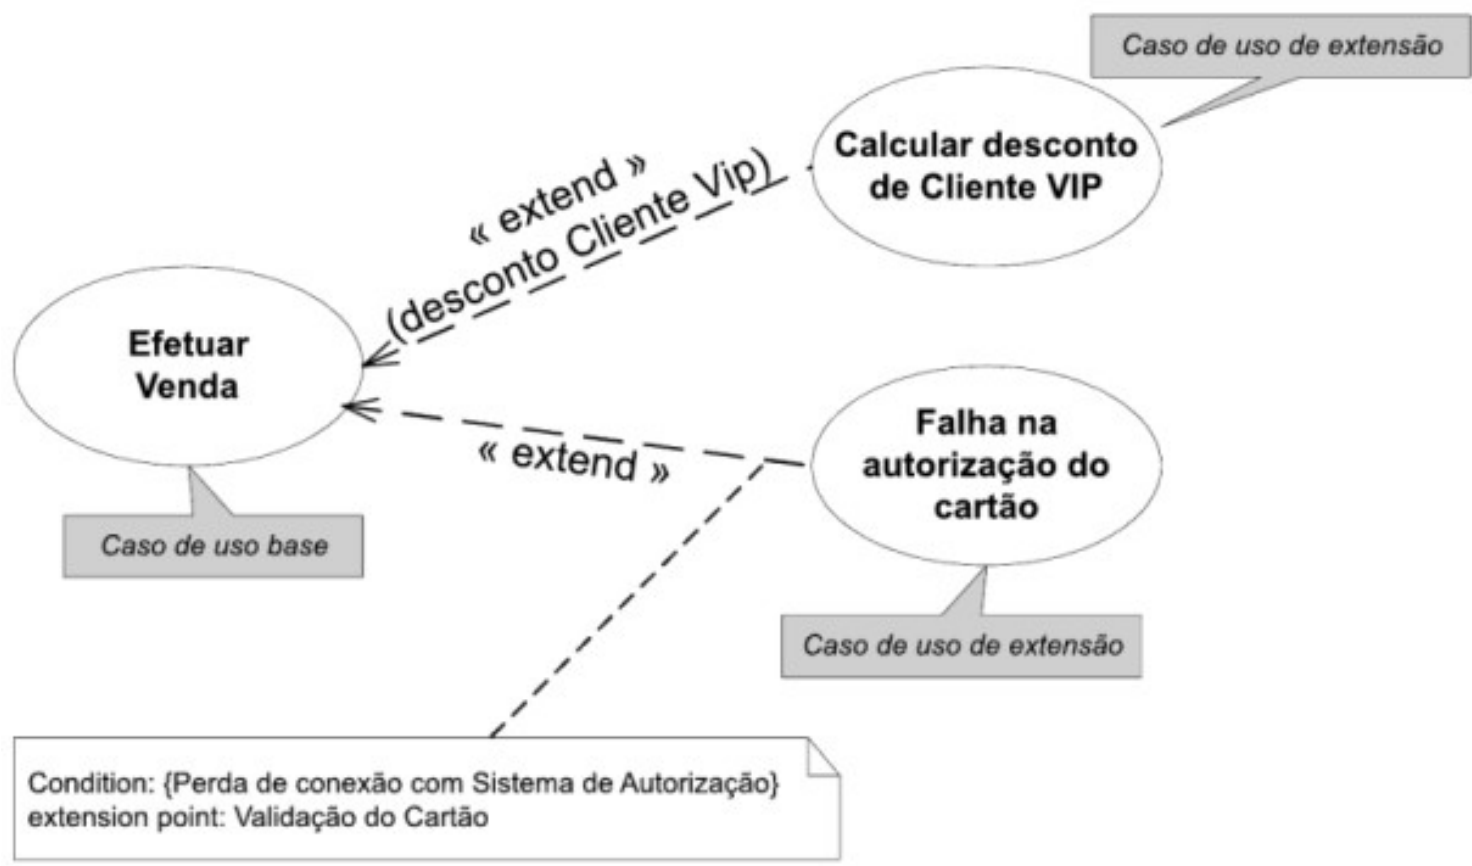 Caso de uso de extensão
Calcular desconto
de Cliente VIP
« extend »
(desconto Cliente Vip)
Efetuar
Venda
« extend »
Falha na
autorização do
cartão
Caso de uso base
Caso de uso de extensão
Condition: {Perda de conexão com Sistema de Autorização}
extension point: Validação do Cartão